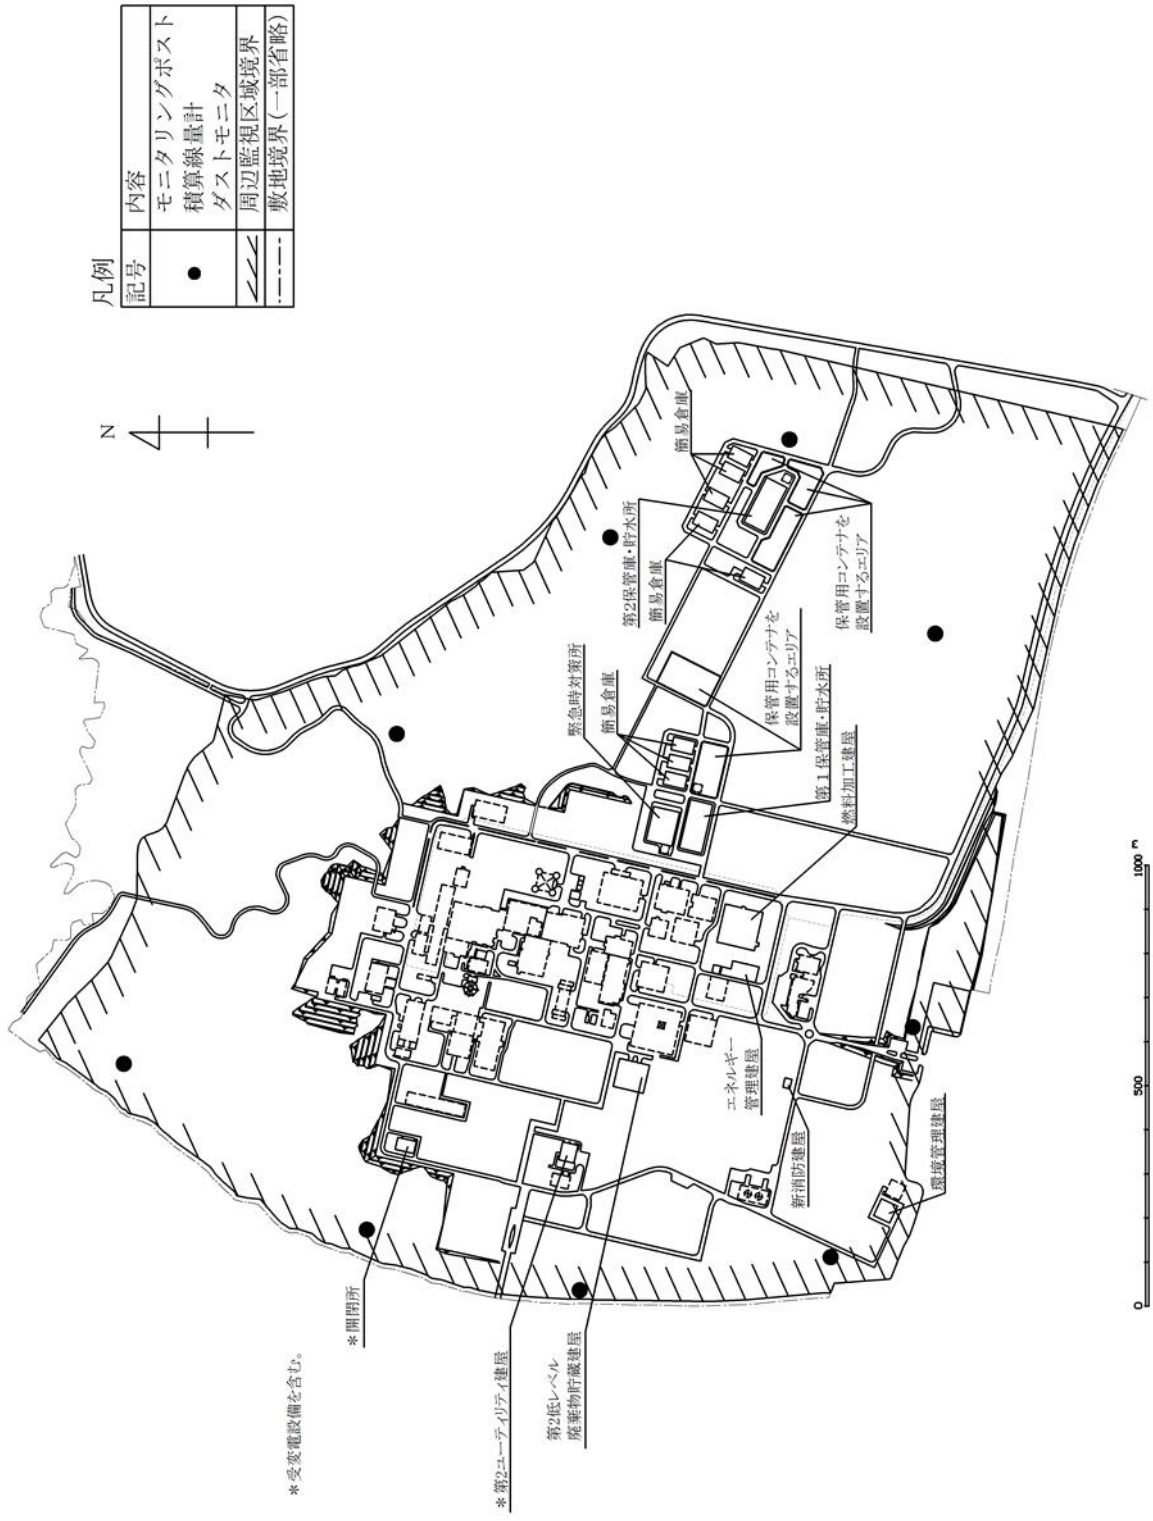 凡例
記号 内容
● モニタリングポスト
積算線量計
ダストモニタ
周辺監視区域境界
敷地境界(一部省略)
N
簡易倉庫
第2保管庫・貯水所
簡易倉庫
保管用コンテナを
設置するエリア
緊急時対策所
簡易倉庫
保管用コンテナを
設置するエリア
第1保管庫・貯水所
燃料加工建屋
エネルギー
管理建屋
新消防建屋
環境管理建屋
*開閉所
*第2ユーティリティ建屋
第2低レベル
廃棄物貯蔵建屋
*受変電設備を含む。
0 500 1000 m